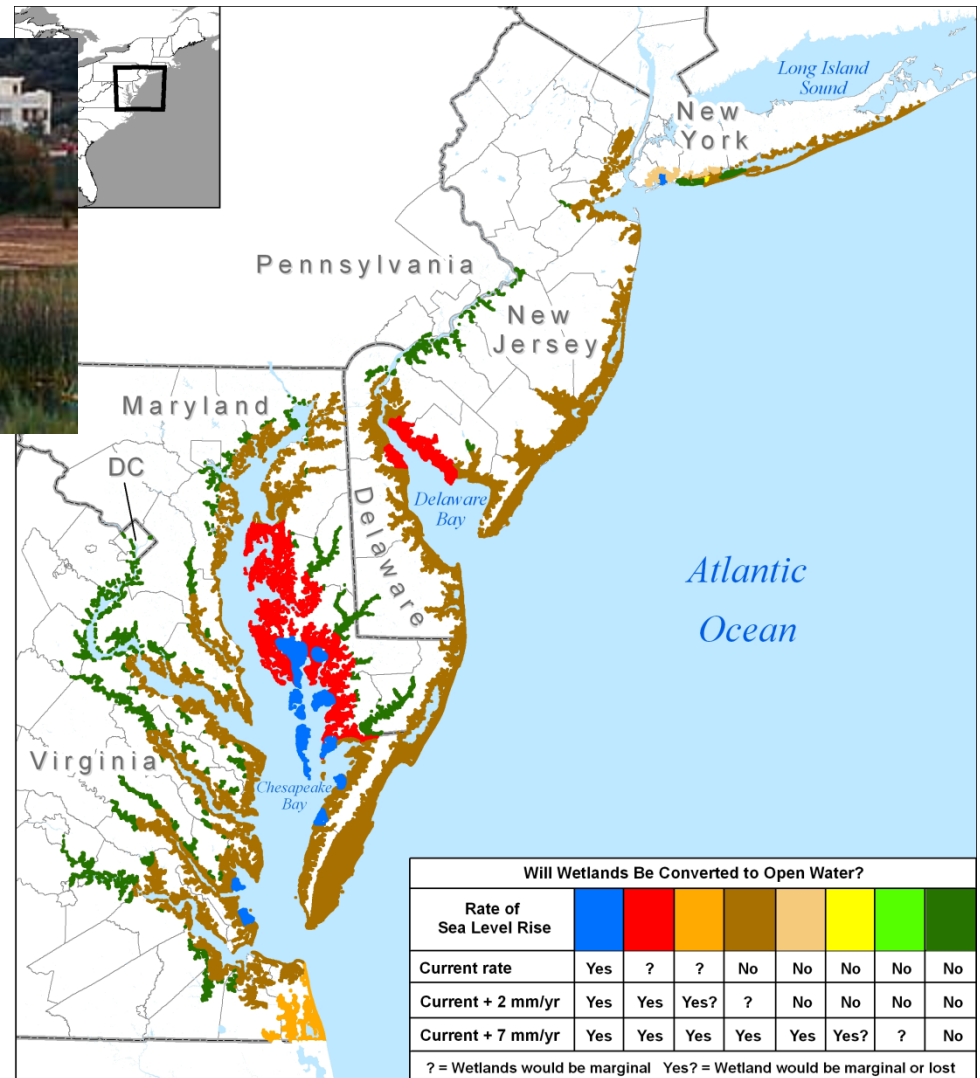 Long Island
Sound
New
York
Pennsylvania
New
Jersey
Maryland
DC
Delaware
Delaware
Bay
Atlantic
Ocean
Virginia
Chesapeake
Bay
Will Wetlands Be Converted to Open Water?
Rate of
Sea Level Rise
Current rate Yes ? ? No No No No No
Current + 2 mm/yr Yes Yes Yes? ? No No No No
Current + 7 mm/yr Yes Yes Yes Yes Yes Yes? ? No
? = Wetlands would be marginal Yes? = Wetland would be marginal or lost